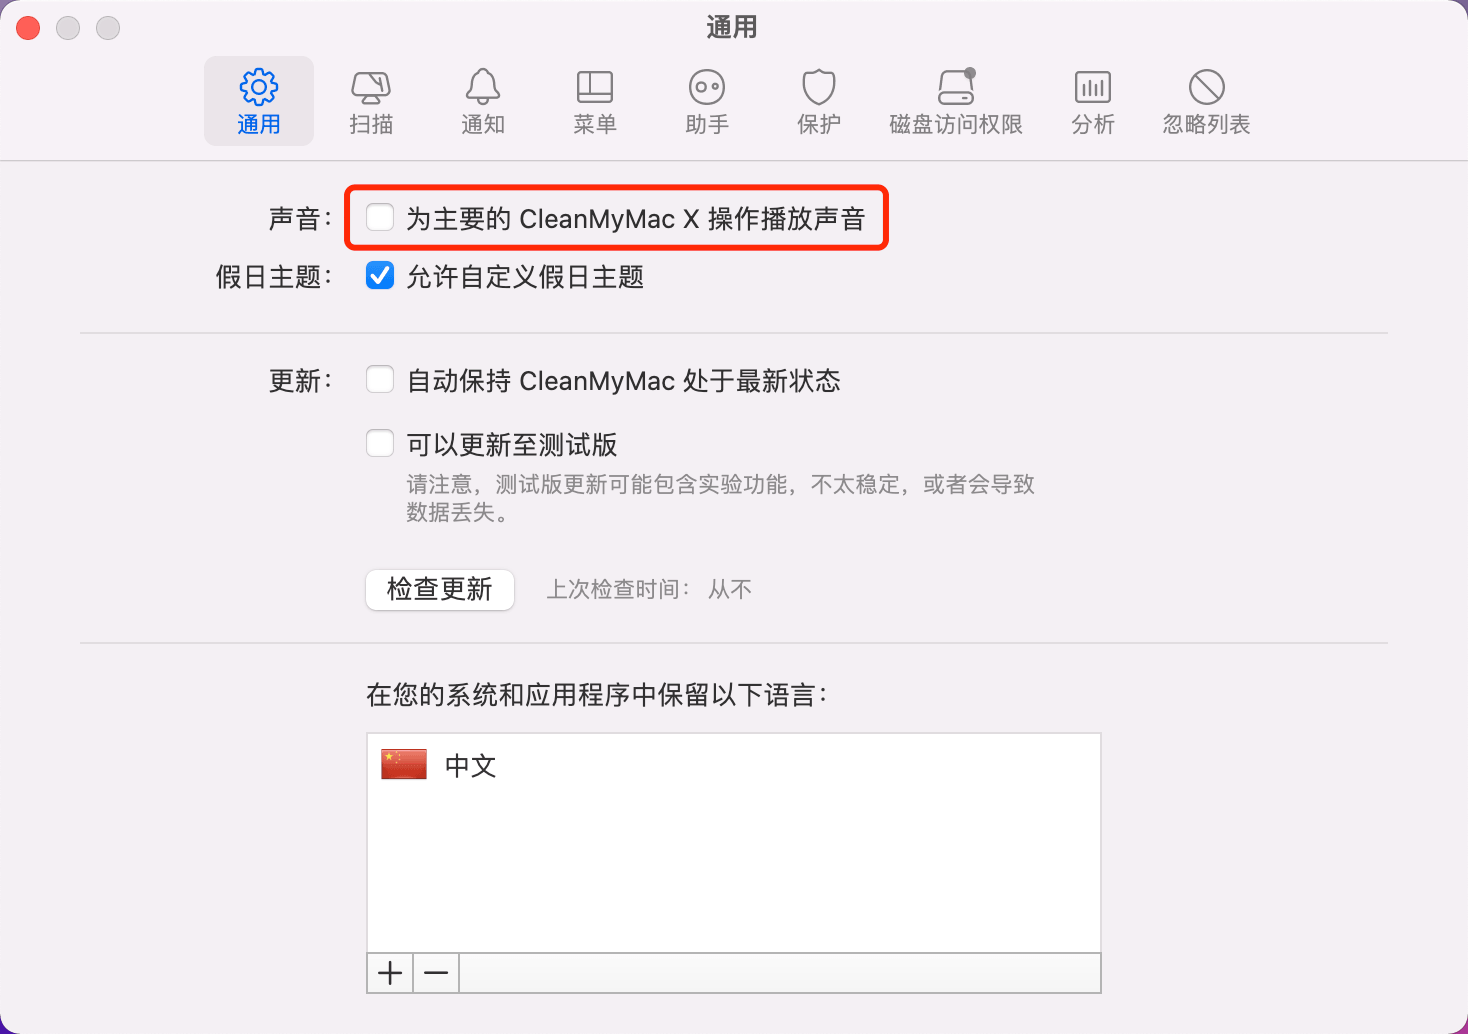 通用
通用 扫描 通知 菜单 助手 保护 磁盘访问权限 分析 忽略列表
声音： 为主要的 CleanMyMac X 操作播放声音
假日主题： 允许自定义假日主题
更新： 自动保持 CleanMyMac 处于最新状态
可以更新至测试版
请注意，测试版更新可能包含实验功能，不太稳定，或者会导致
数据丢失。
检查更新 上次检查时间： 从不
在您的系统和应用程序中保留以下语言：
中文